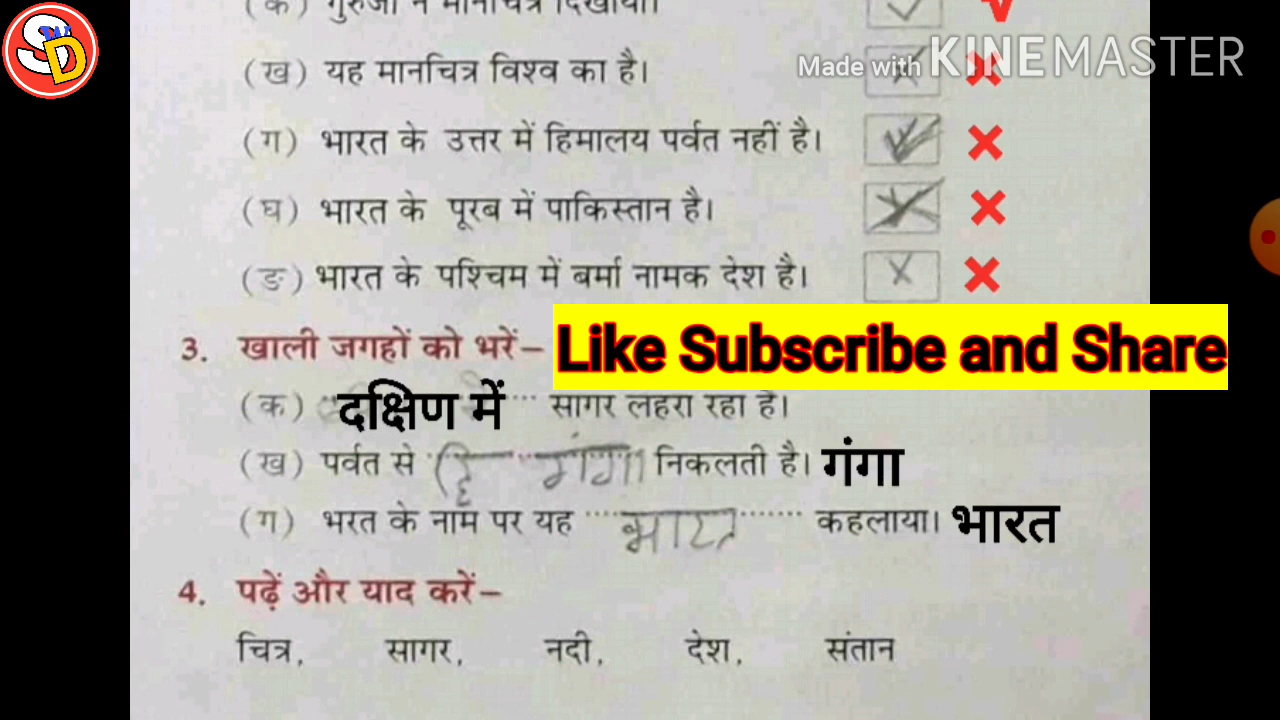 SWD
(क) गुरुजी ने मानचित्र दिखाया।
Made with KINEMASTER
(ख) यह मानचित्र विश्व का है।
(ग) भारत के उत्तर में हिमालय पर्वत नहीं है।
(घ) भारत के पूरब में पाकिस्तान है।
(ङ) भारत के पश्चिम में बर्मा नामक देश है।
3. खाली जगहों को भरें–
Like Subscribe and Share
(क) दक्षिण में ... सागर लहरा रहा है।
(ख) पर्वत से गंगा निकलती है। गंगा
(ग) भरत के नाम पर यह ..... भारत ....... कहलाया। भारत
4. पढ़ें और याद करें–
चित्र, सागर, नदी, देश, संतान